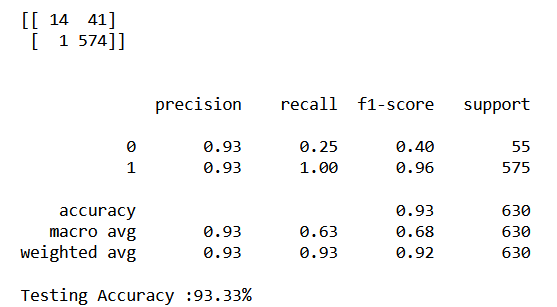 [[ 14  41]
 [  1 574]]
              precision    recall  f1-score   support
           0       0.93      0.25      0.40        55
           1       0.93      1.00      0.96       575
    accuracy                           0.93       630
   macro avg       0.93      0.63      0.68       630
weighted avg       0.93      0.93      0.92       630
Testing Accuracy :93.33%